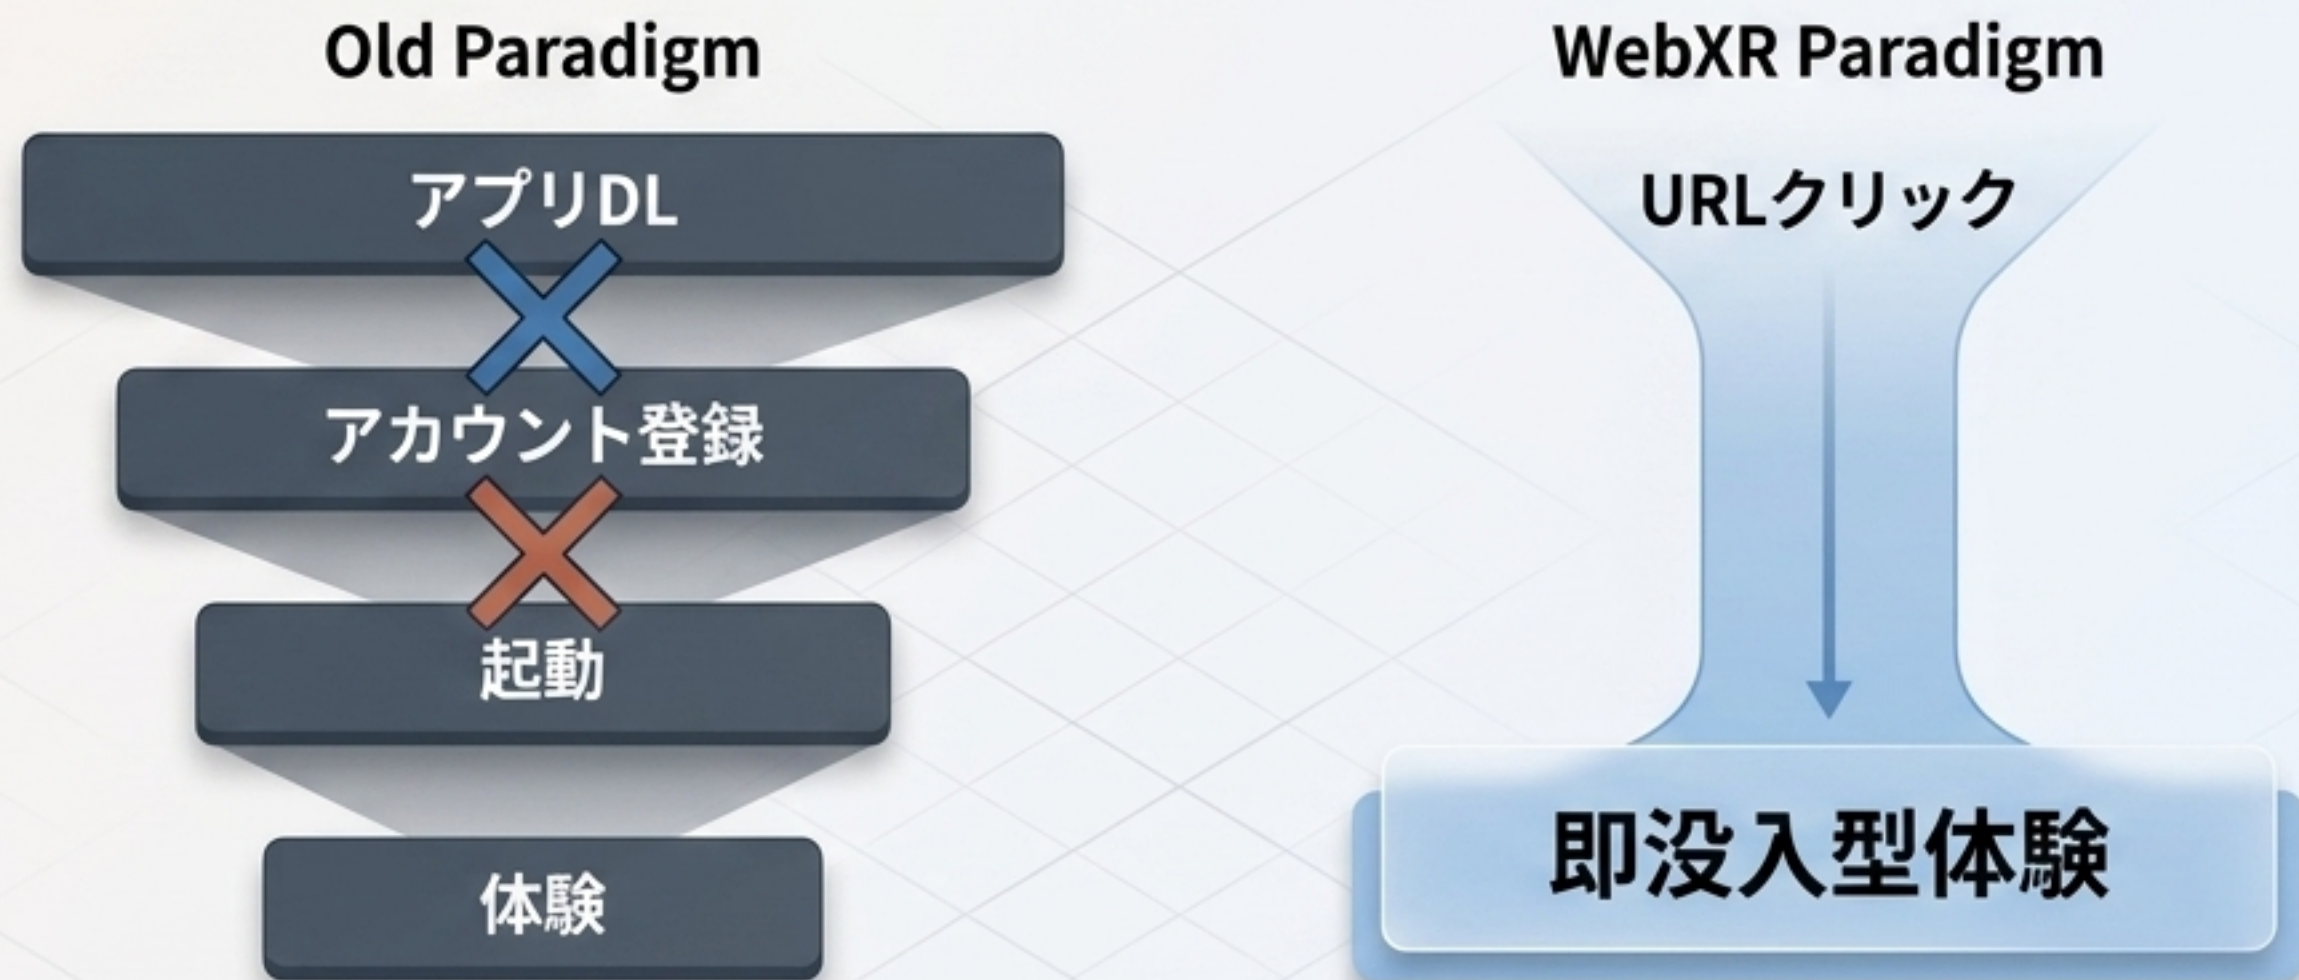 Old Paradigm
アプリDL
アカウント登録
起動
体験
WebXR Paradigm
URLクリック
即没入型体験